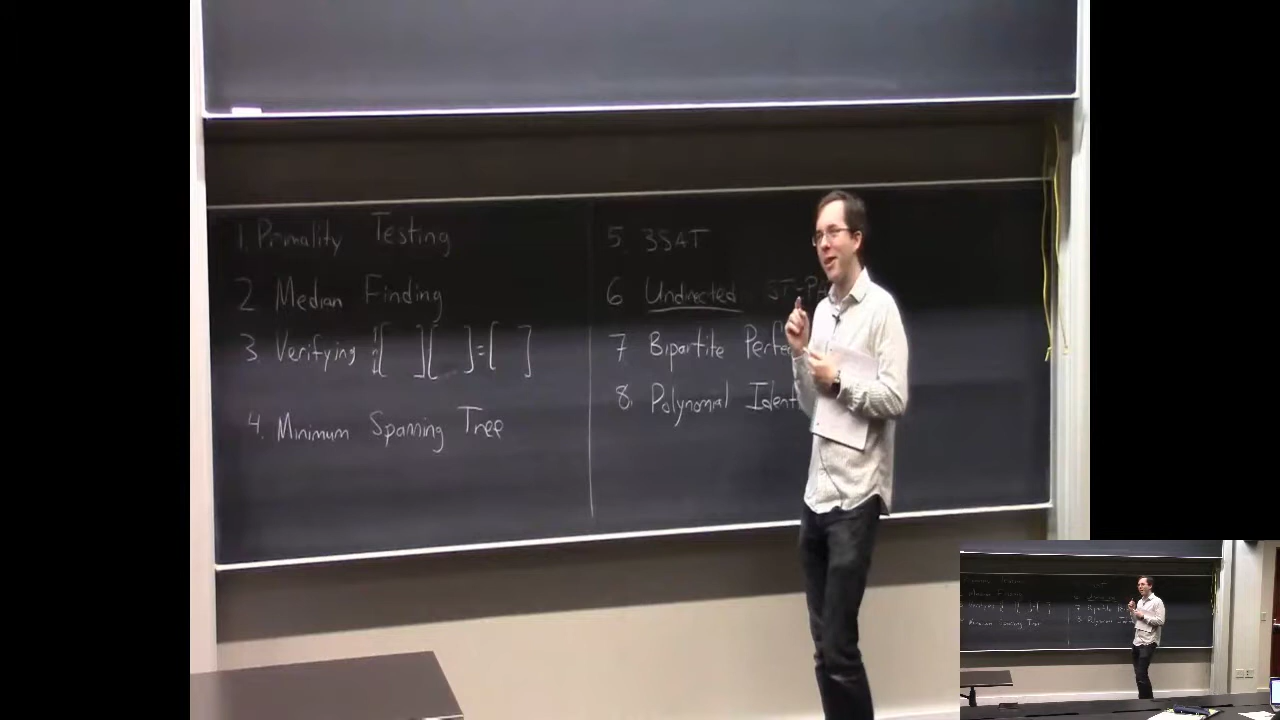 1. Primality Testing
2 Median Finding
3. Verifying n[ ][ ]=[ ]
4. Minimum Spanning Tree
5. 3SAT
6 Undirected
7 Bipartite
8. Polynomial